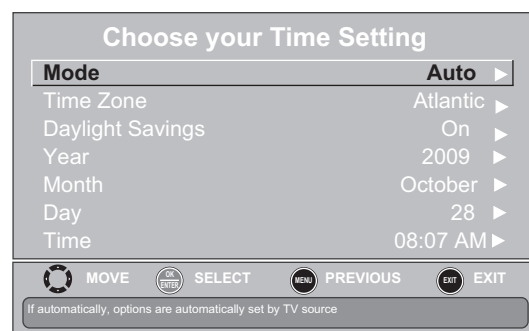 Choose your Time Setting
Mode Auto
Time Zone Atlantic
Daylight Savings On
Year 2009
Month October
Day 28
Time 08:07 AM
MOVE OK ENTER SELECT MENU PREVIOUS EXIT EXIT
If automatically, options are automatically set by TV source